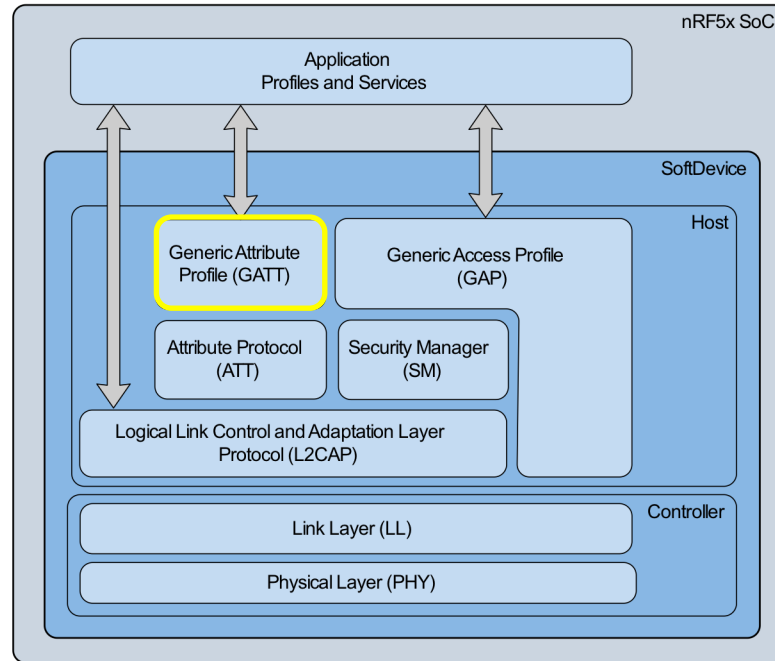 nRF5x SoC
Application
Profiles and Services
SoftDevice
Host
Generic Attribute
Profile (GATT)
Generic Access Profile
(GAP)
Attribute Protocol
(ATT)
Security Manager
(SM)
Logical Link Control and Adaptation Layer
Protocol (L2CAP)
Controller
Link Layer (LL)
Physical Layer (PHY)